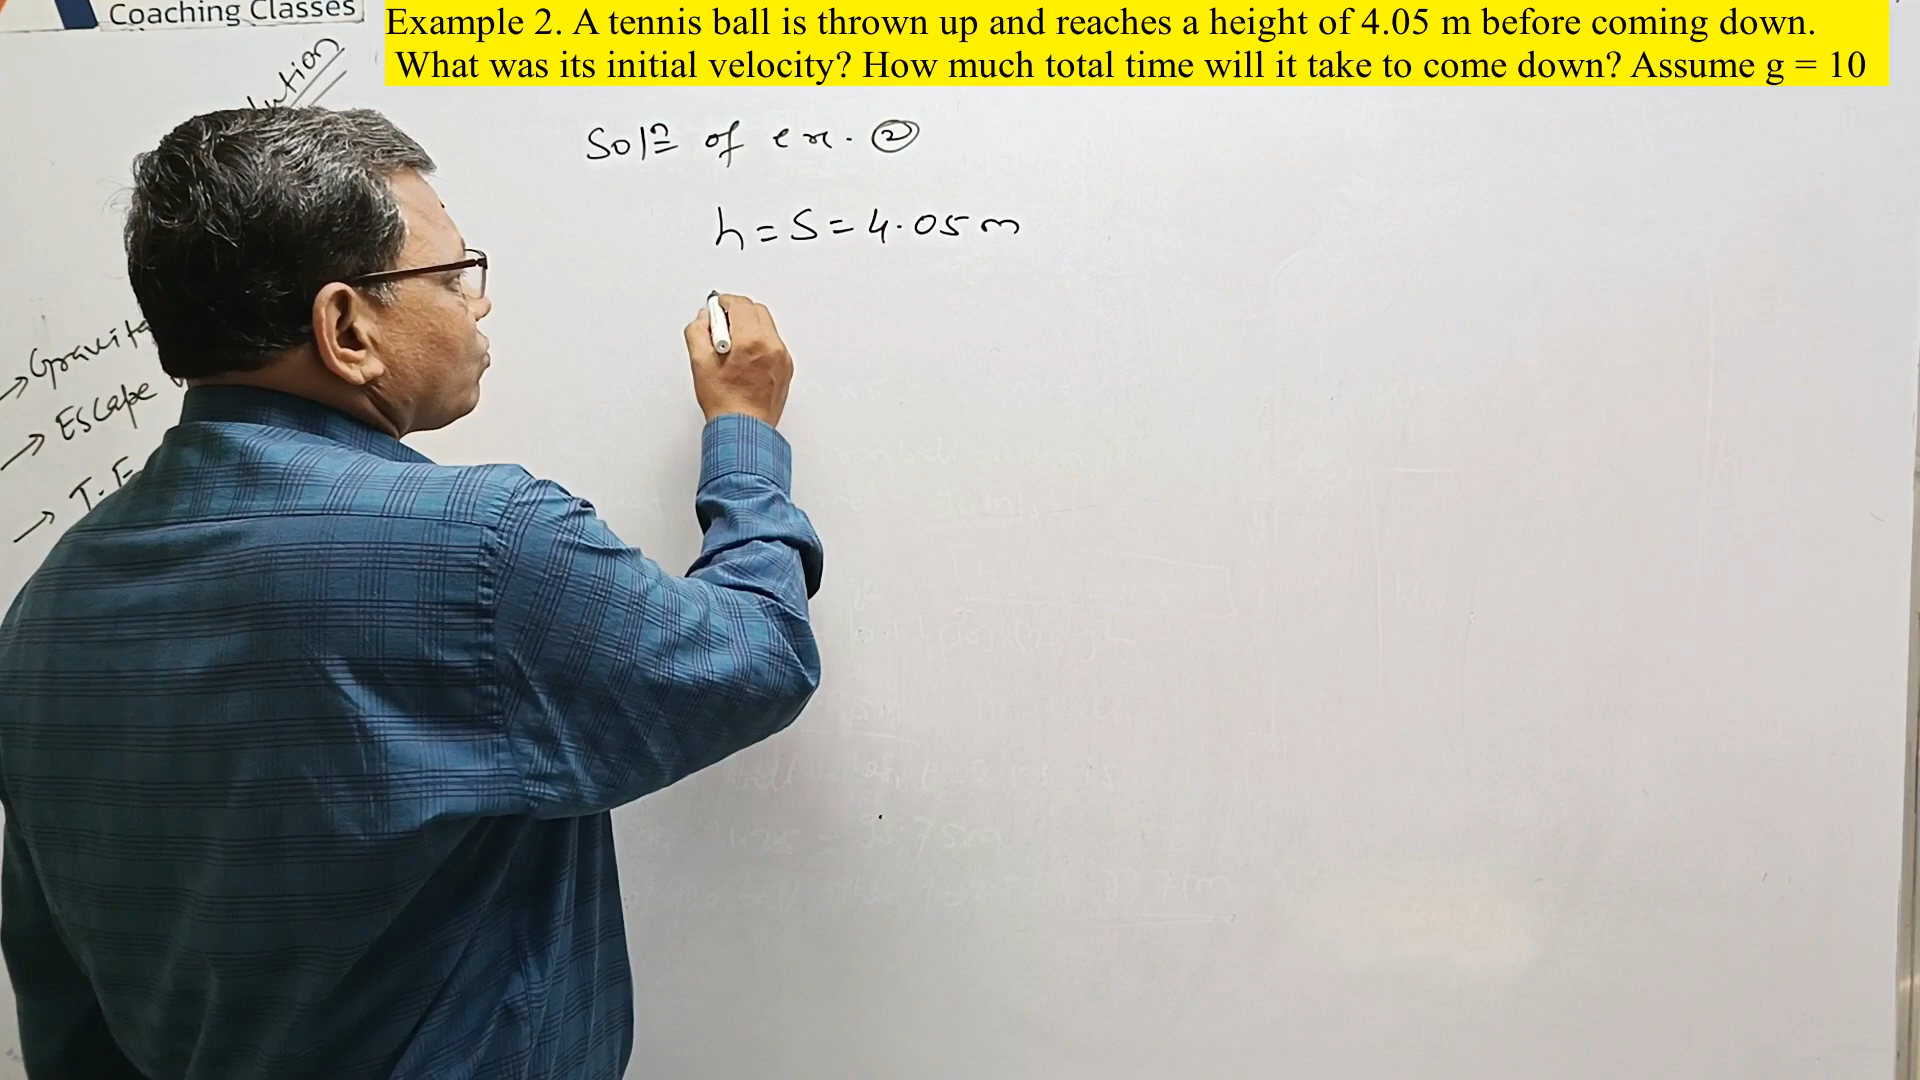 Coaching Classes
Example 2. A tennis ball is thrown up and reaches a height of 4.05 m before coming down.
What was its initial velocity? How much total time will it take to come down? Assume g = 10
Solⁿ of ex. ②
h = S = 4.05 m
→ Gravita
→ Escape
→ T.E